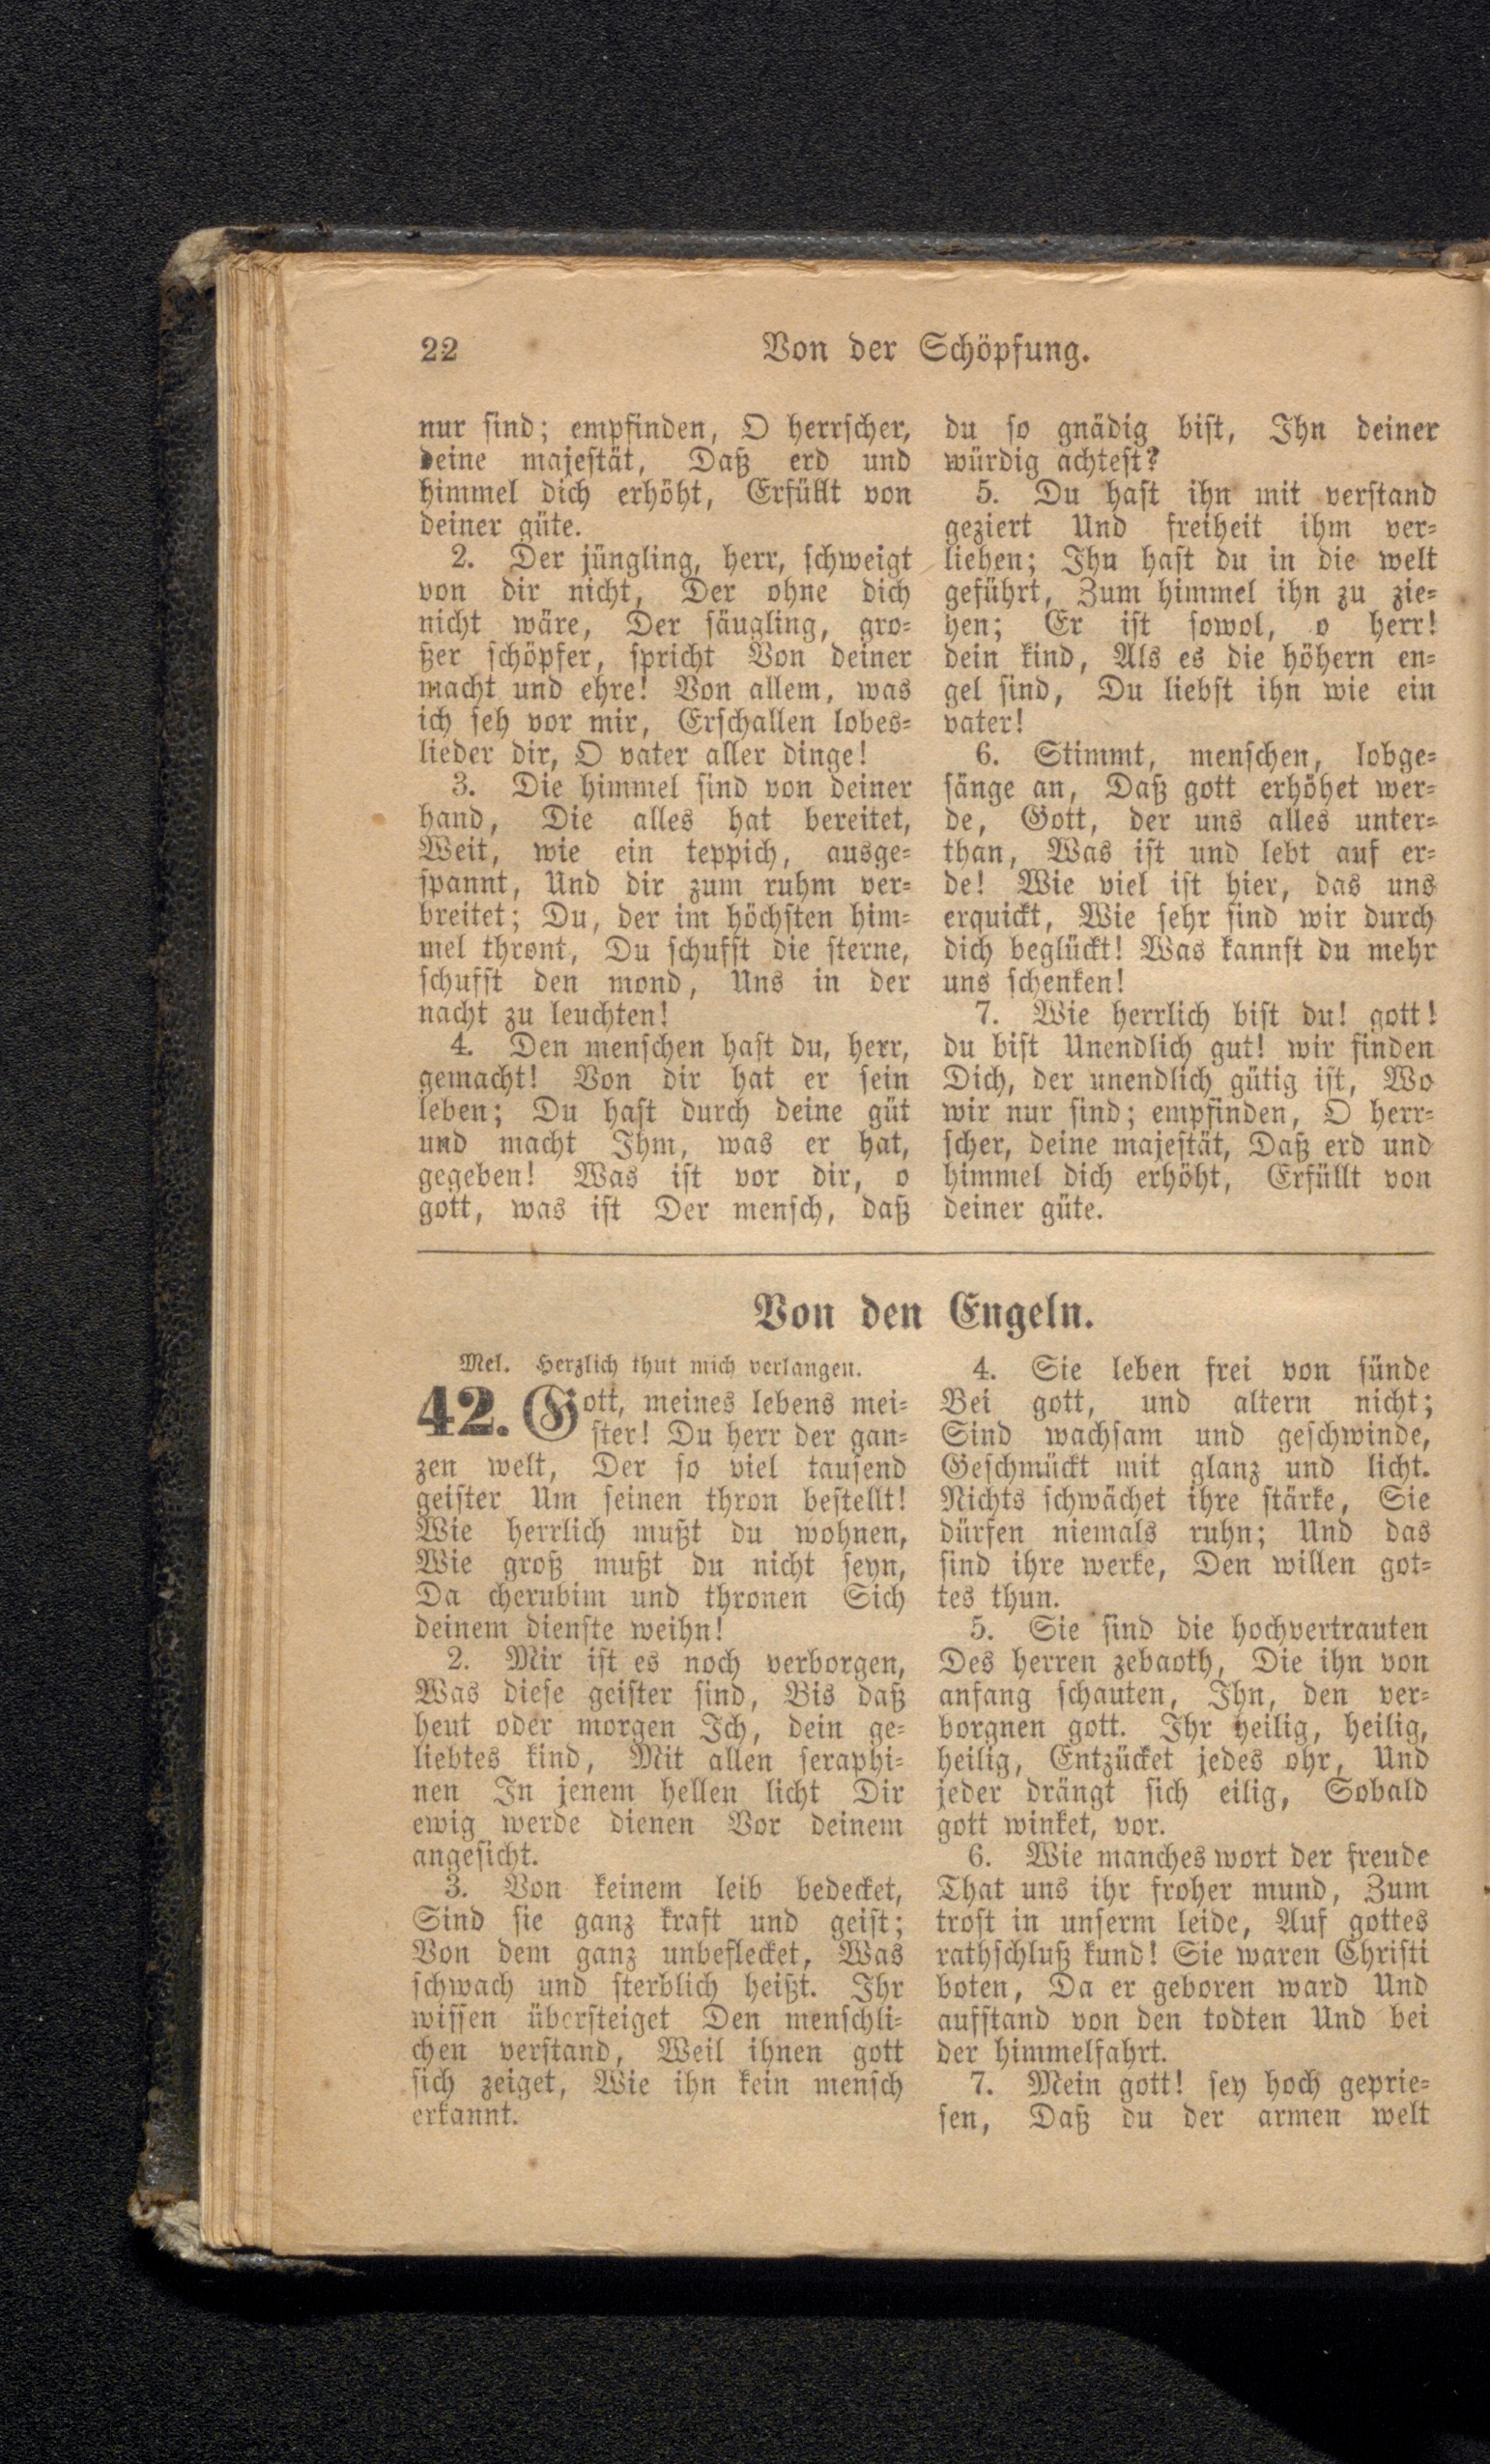 22
Von der Schöpfung.
nur sind; empfinden, O herrscher,
deine majestät, Daß erd und
himmel dich erhöht, Erfüllt von
deiner güte.
2. Der jüngling, herr, schweigt
von dir nicht, Der ohne dich
nicht wäre, Der säugling, gro-
ßer schöpfer, spricht Von deiner
macht und ehre! Von allem, was
ich seh vor mir, Erschallen lobes-
lieder dir, O vater aller dinge!
3. Die himmel sind von deiner
hand, Die alles hat bereitet,
Weit, wie ein teppich, ausge-
spannt, Und dir zum ruhm ver-
breitet; Du, der im höchsten him-
mel thront, Du schufst die sterne,
schufst den mond, Uns in der
nacht zu leuchten!
4. Den menschen hast du, herr,
gemacht! Von dir hat er sein
leben; Du hast durch deine güt
und macht Ihm, was er hat,
gegeben! Was ist vor dir, o
gott, was ist Der mensch, daß
du so gnädig bist, Ihn deiner
würdig achtest?
5. Du hast ihn mit verstand
geziert Und freiheit ihm ver-
liehen; Ihn hast du in die welt
geführt, Zum himmel ihn zu zie-
hen; Er ist sowol, o herr!
dein kind, Als es die höhern en-
gel sind, Du liebst ihn wie ein
vater!
6. Stimmt, menschen, lobge-
sänge an, Daß gott erhöhet wer-
de, Gott, der uns alles unter-
than, Was ist und lebt auf er-
de! Wie viel ist hier, das uns
erquickt, Wie sehr sind wir durch
dich beglückt! Was kannst du mehr
uns schenken!
7. Wie herrlich bist du! gott!
du bist Unendlich gut! wir finden
Dich, der unendlich gütig ist, Wo
wir nur sind; empfinden, O herr-
scher, deine majestät, Daß erd und
himmel dich erhöht, Erfüllt von
deiner güte.
Von den Engeln.
Mel. Herzlich thut mich verlangen.
42. Gott, meines lebens mei-
ster! Du herr der gan-
zen welt, Der so viel tausend
geister Um seinen thron bestellt!
Wie herrlich mußt du wohnen,
Wie groß mußt du nicht seyn,
Da cherubim und thronen Sich
deinem dienste weihn!
2. Mir ist es noch verborgen,
Was diese geister sind, Bis daß
heut oder morgen Ich, dein ge-
liebtes kind, Mit allen seraphi-
nen In jenem hellen licht Dir
ewig werde dienen Vor deinem
angesicht.
3. Von keinem leib bedecket,
Sind sie ganz kraft und geist;
Von dem ganz unbeflecket, Was
schwach und sterblich heißt. Ihr
wissen übersteiget Den menschli-
chen verstand, Weil ihnen gott
sich zeiget, Wie ihn kein mensch
erkannt.
4. Sie leben frei von sünde
Bei gott, und altern nicht;
Sind wachsam und geschwinde,
Geschmückt mit glanz und licht.
Nichts schwächet ihre stärke, Sie
dürfen niemals ruhn; Und das
sind ihre werke, Den willen got-
tes thun.
5. Sie sind die hochvertrauten
Des herren zebaoth, Die ihn von
anfang schauten, Ihn, den ver-
borgnen gott. Ihr heilig, heilig,
heilig, Entzücket jedes ohr, Und
jeder drängt sich eilig, Sobald
gott winket, vor.
6. Wie manches wort der freude
That uns ihr froher mund, Zum
trost in unserm leide, Auf gottes
rathschluß kund! Sie waren Christi
boten, Da er geboren ward Und
aufstand von den todten Und bei
der himmelfahrt.
7. Mein gott! sey hoch geprie-
sen, Daß du der armen welt